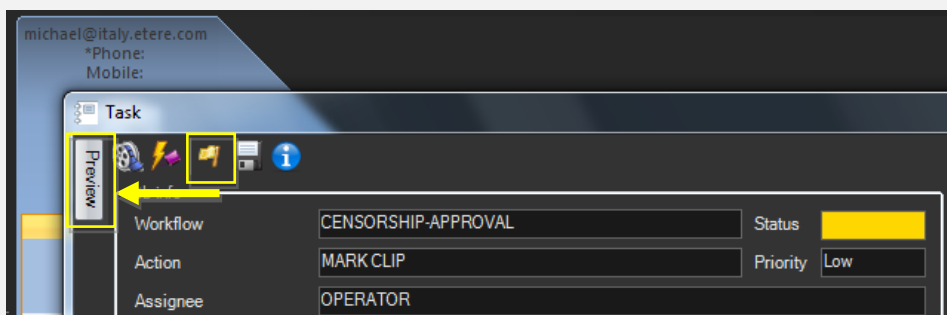 michael@italy.etere.com
*Phone:
Mobile:
Task
Preview
Workflow CENSORSHIP-APPROVAL Status
Action MARK CLIP Priority Low
Assignee OPERATOR